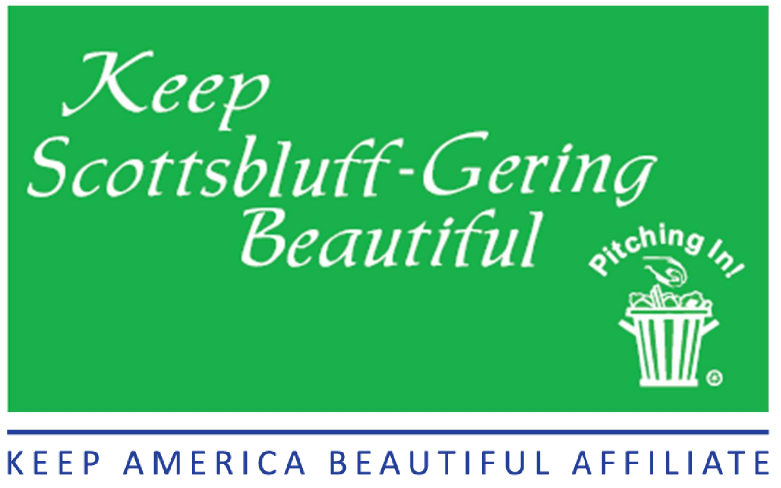 Keep
Scottsbluff-Gering
Beautiful
Pitching In!
KEEP AMERICA BEAUTIFUL AFFILIATE